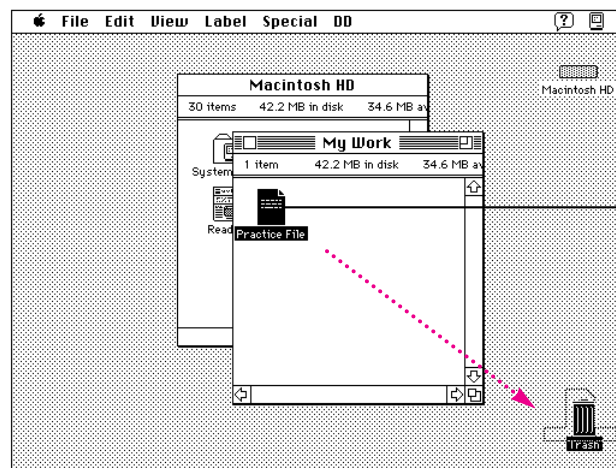 File Edit View Label Special DD
Macintosh HD
Macintosh HD
30 items 42.2 MB in disk 34.6 MB av
My Work
1 item 42.2 MB in disk 34.6 MB av
System
Read
Practice File
Trash